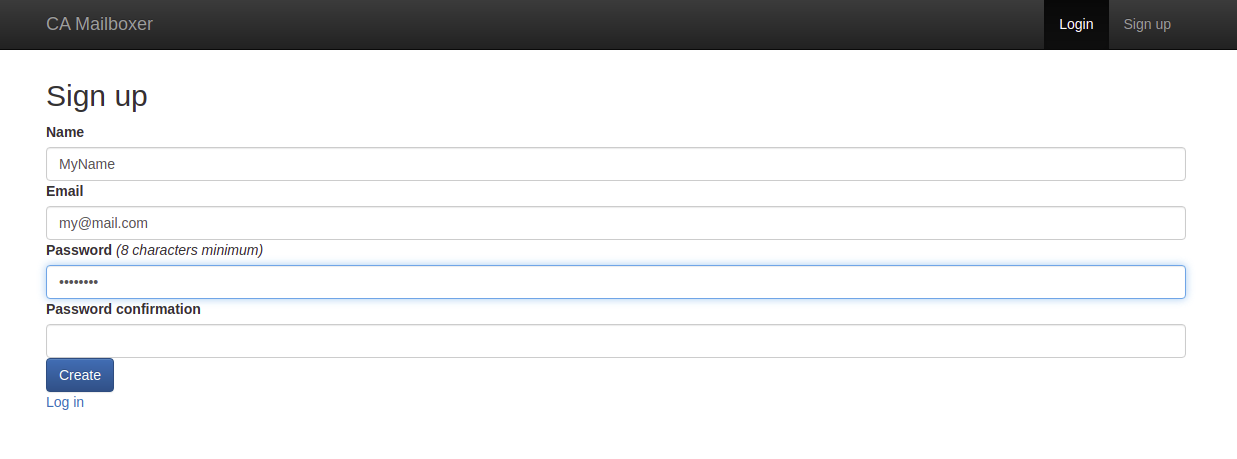 CA Mailboxer Login Sign up
Sign up
Name
MyName
Email
my@mail.com
Password (8 characters minimum)
••••••••
Password confirmation
Create
Log in